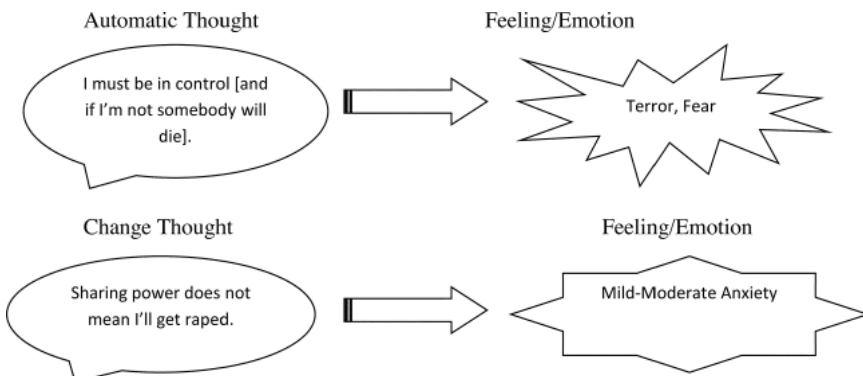 Automatic Thought
Feeling/Emotion
I must be in control [and
if I'm not somebody will
die].
Terror, Fear
Change Thought
Feeling/Emotion
Sharing power does not
mean I'll get raped.
Mild-Moderate Anxiety